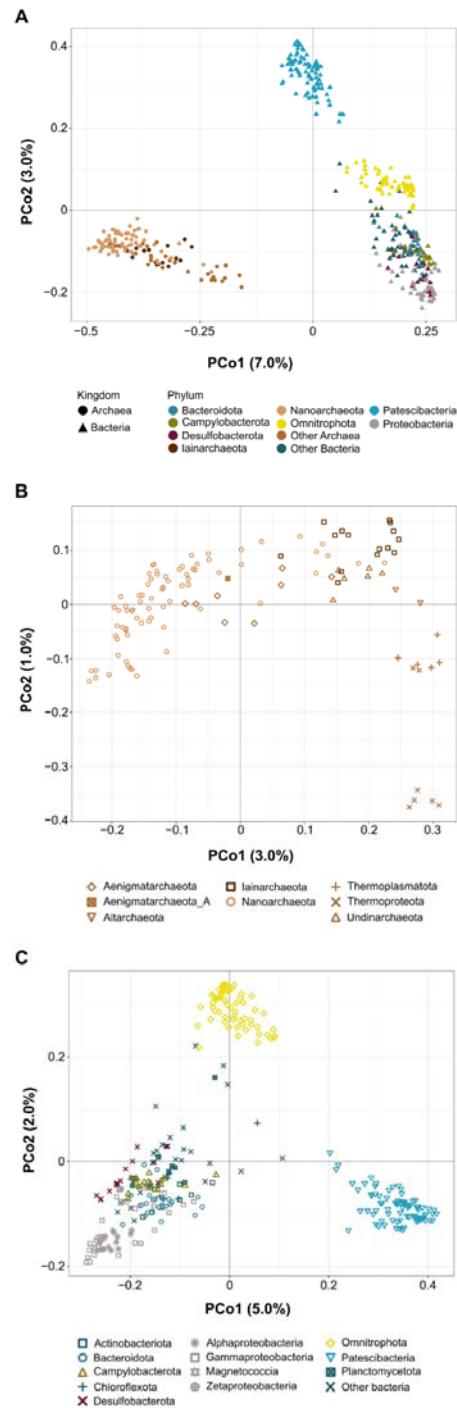 A
0.4
0.2
0
−0.2
PCo2 (3.0%)
-0.5
-0.25
0
0.25
PCo1 (7.0%)
Kingdom
Archaea
Bacteria
Phylum
Bacteroidota
Campylobacterota
Desulfobacterota
Iainarchaeota
Nanoarchaeota
Omnitrophota
Other Archaea
Other Bacteria
Patescibacteria
Proteobacteria
B
0.1
0
-0.1
-0.2
-0.3
-0.4
PCo2 (1.0%)
-0.2
-0.1
0
0.1
0.2
0.3
PCo1 (3.0%)
Aenigmatarchaeota
Aenigmatarchaeota_A
Altarchaeota
Iainarchaeota
Nanoarchaeota
Thermoplasmatota
Thermoproteota
Undinarchaeota
C
0.2
0
-0.2
PCo2 (2.0%)
-0.2
0
0.2
0.4
PCo1 (5.0%)
Actinobacteriota
Bacteroidota
Campylobacterota
Chloroflexota
Desulfobacterota
Alphaproteobacteria
Gammaproteobacteria
Magnetococcia
Zetaproteobacteria
Omnitrophota
Patescibacteria
Planctomycetota
Other bacteria